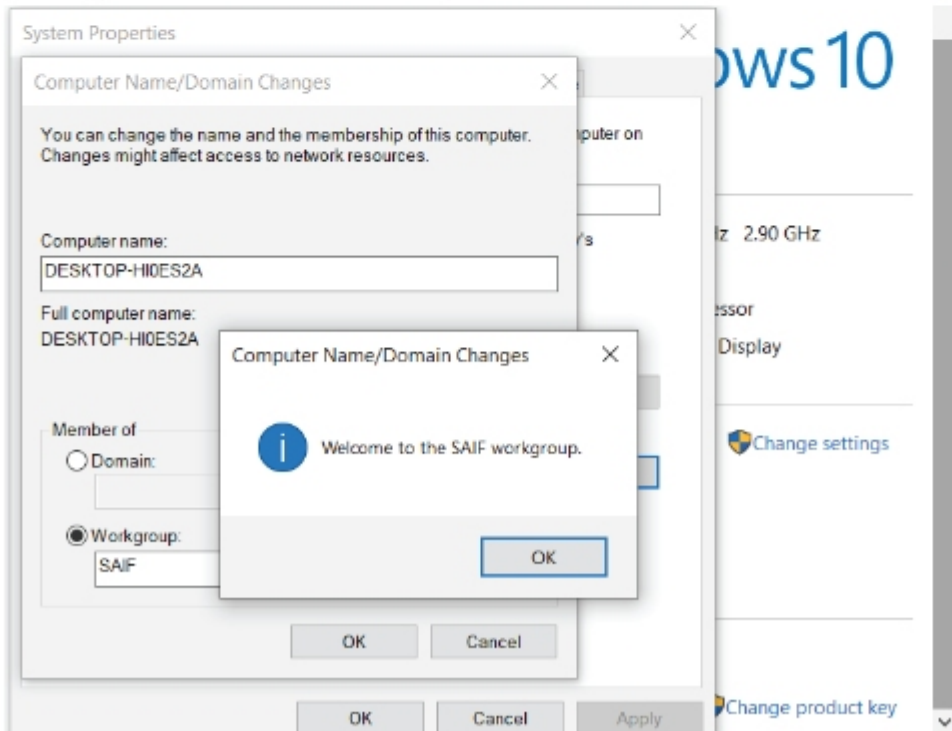 System Properties
ows 10
Computer Name/Domain Changes
You can change the name and the membership of this computer.
Changes might affect access to network resources.
puter on
Computer name:
DESKTOP-HI0ES2A
's
Iz 2.90 GHz
Full computer name:
DESKTOP-HI0ES2A
essor
Display
Computer Name/Domain Changes
Welcome to the SAIF workgroup.
OK
Member of
Domain:
Workgroup:
SAIF
OK Cancel
Change settings
OK Cancel Apply
Change product key